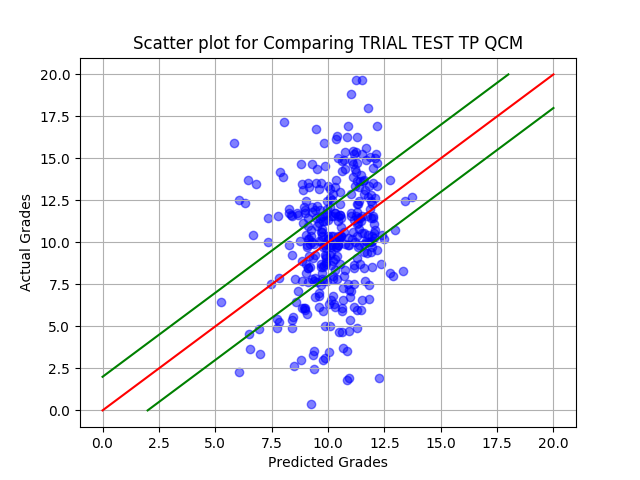 Scatter plot for Comparing TRIAL TEST TP QCM
20.0
17.5
15.0
12.5
10.0
7.5
5.0
2.5
0.0
Actual Grades
0.0 2.5 5.0 7.5 10.0 12.5 15.0 17.5 20.0
Predicted Grades